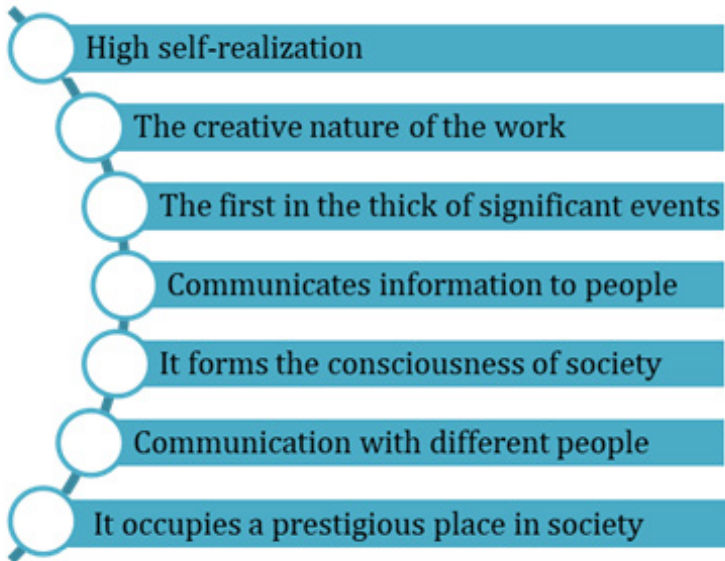 High self-realization
The creative nature of the work
The first in the thick of significant events
Communicates information to people
It forms the consciousness of society
Communication with different people
It occupies a prestigious place in society